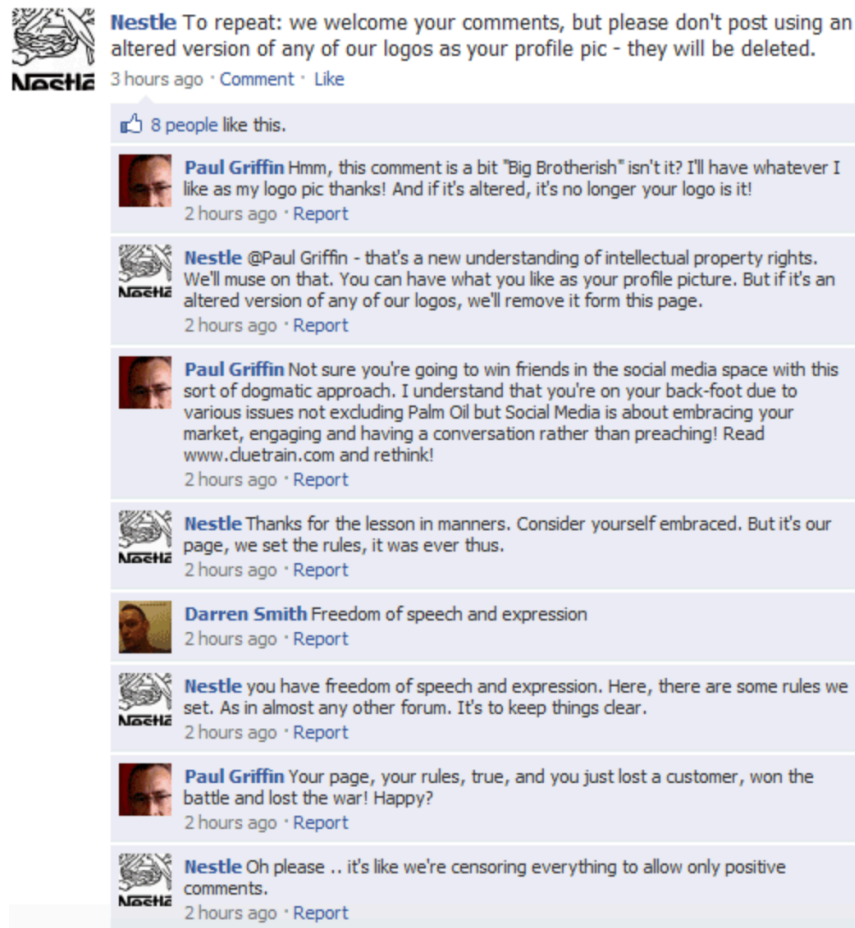 Nestle To repeat: we welcome your comments, but please don't post using an
altered version of any of our logos as your profile pic - they will be deleted.
Nestlé
3 hours ago · Comment · Like
8 people like this.
Paul Griffin Hmm, this comment is a bit "Big Brotherish" isn't it? I'll have whatever I
like as my logo pic thanks! And if it's altered, it's no longer your logo is it!
2 hours ago · Report
Nestle @Paul Griffin - that's a new understanding of intellectual property rights.
We'll muse on that. You can have what you like as your profile picture. But if it's an
altered version of any of our logos, we'll remove it form this page.
Nestlé
2 hours ago · Report
Paul Griffin Not sure you're going to win friends in the social media space with this
sort of dogmatic approach. I understand that you're on your back-foot due to
various issues not excluding Palm Oil but Social Media is about embracing your
market, engaging and having a conversation rather than preaching! Read
www.cluetrain.com and rethink!
2 hours ago · Report
Nestle Thanks for the lesson in manners. Consider yourself embraced. But it's our
page, we set the rules, it was ever thus.
Nestlé
2 hours ago · Report
Darren Smith Freedom of speech and expression
2 hours ago · Report
Nestle you have freedom of speech and expression. Here, there are some rules we
set. As in almost any other forum. It's to keep things clear.
Nestlé
2 hours ago · Report
Paul Griffin Your page, your rules, true, and you just lost a customer, won the
battle and lost the war! Happy?
2 hours ago · Report
Nestle Oh please .. it's like we're censoring everything to allow only positive
comments.
Nestlé
2 hours ago · Report